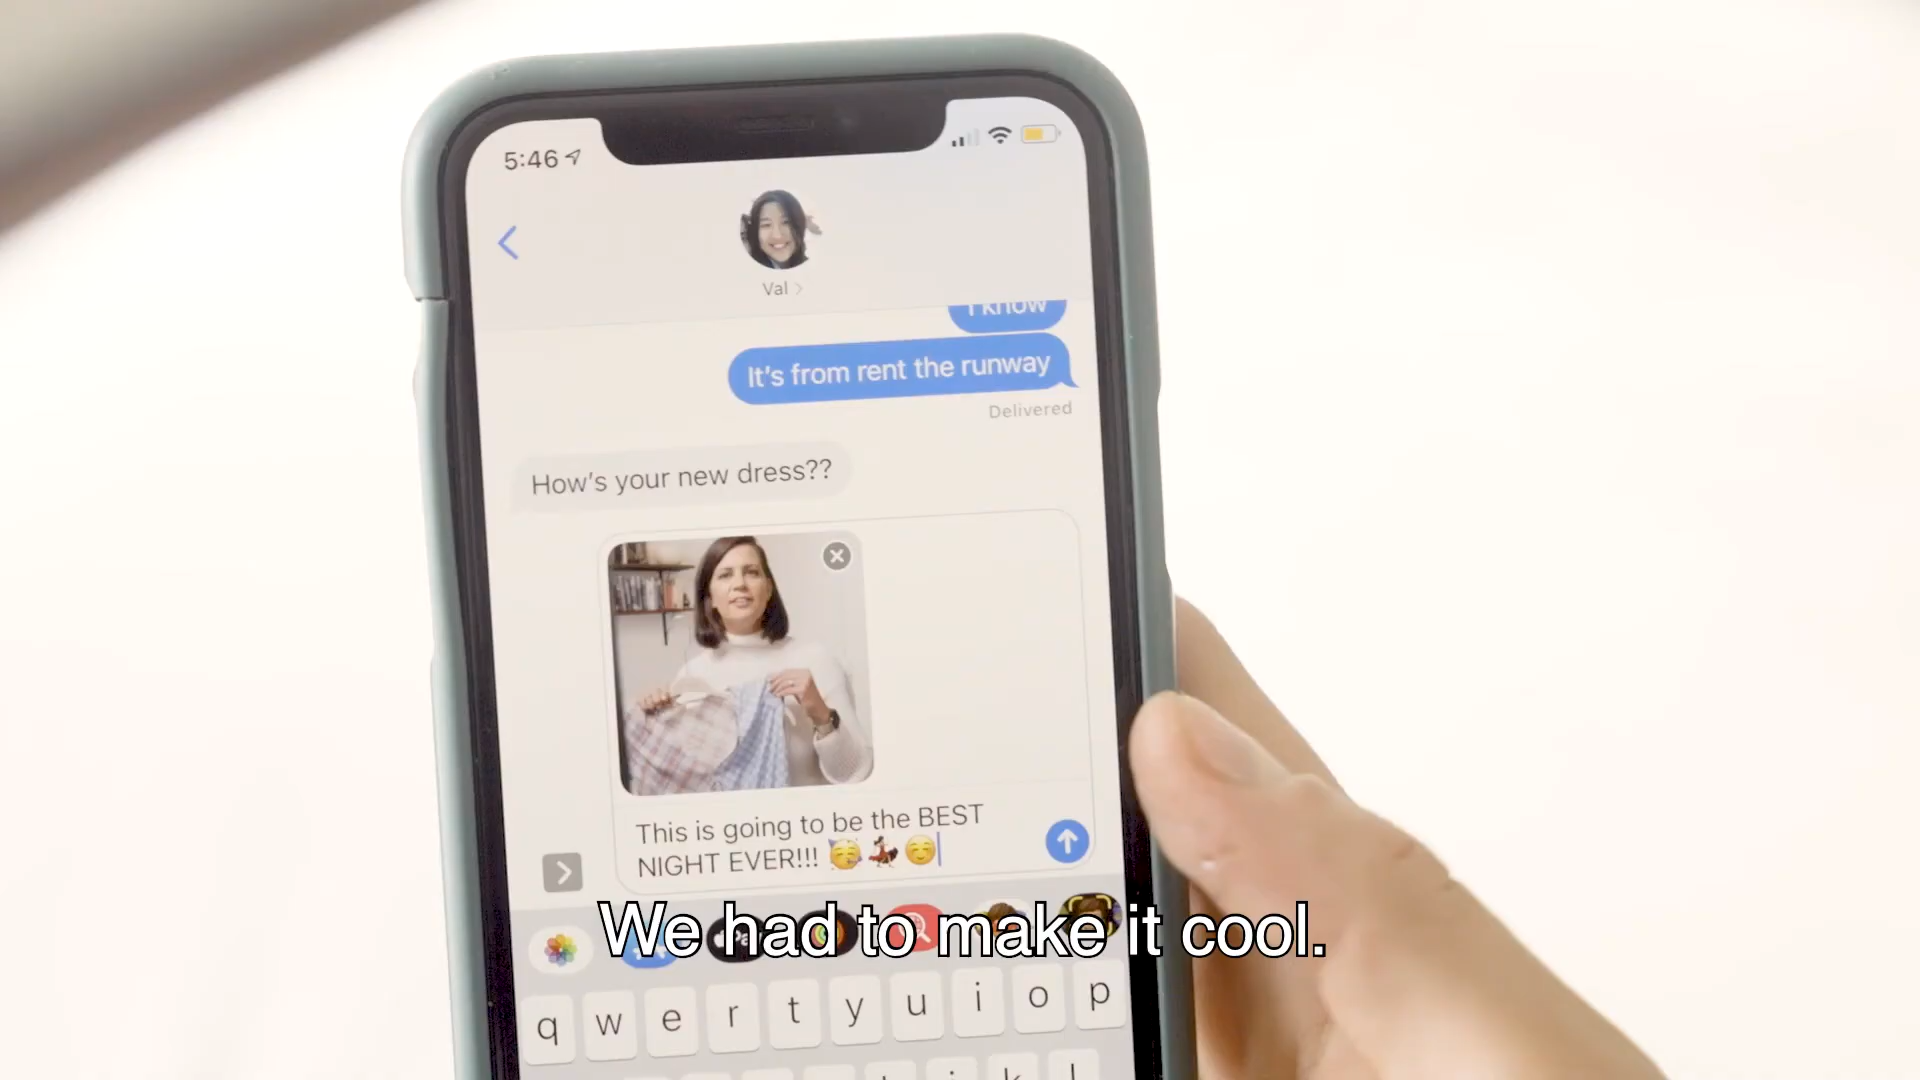 5:46
Val
I know
It's from rent the runway
Delivered
How's your new dress??
This is going to be the BEST
NIGHT EVER!!! 🥳💃☺️
We had to make it cool.
q w e r t y u i o p
k l